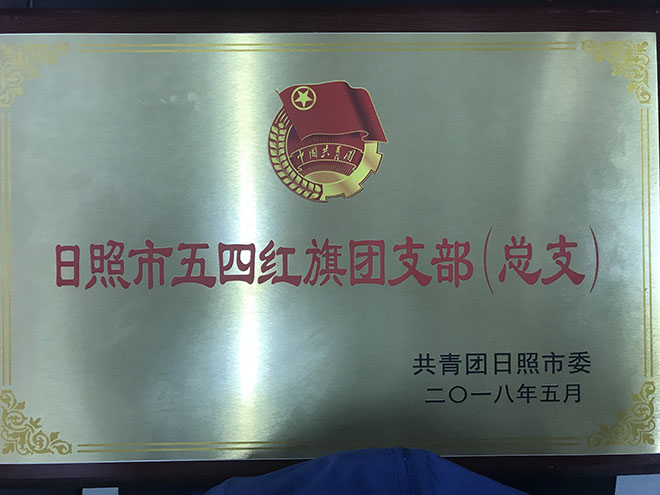 中国共青团
日照市五四红旗团支部(总支)
共青团日照市委
二〇一八年五月